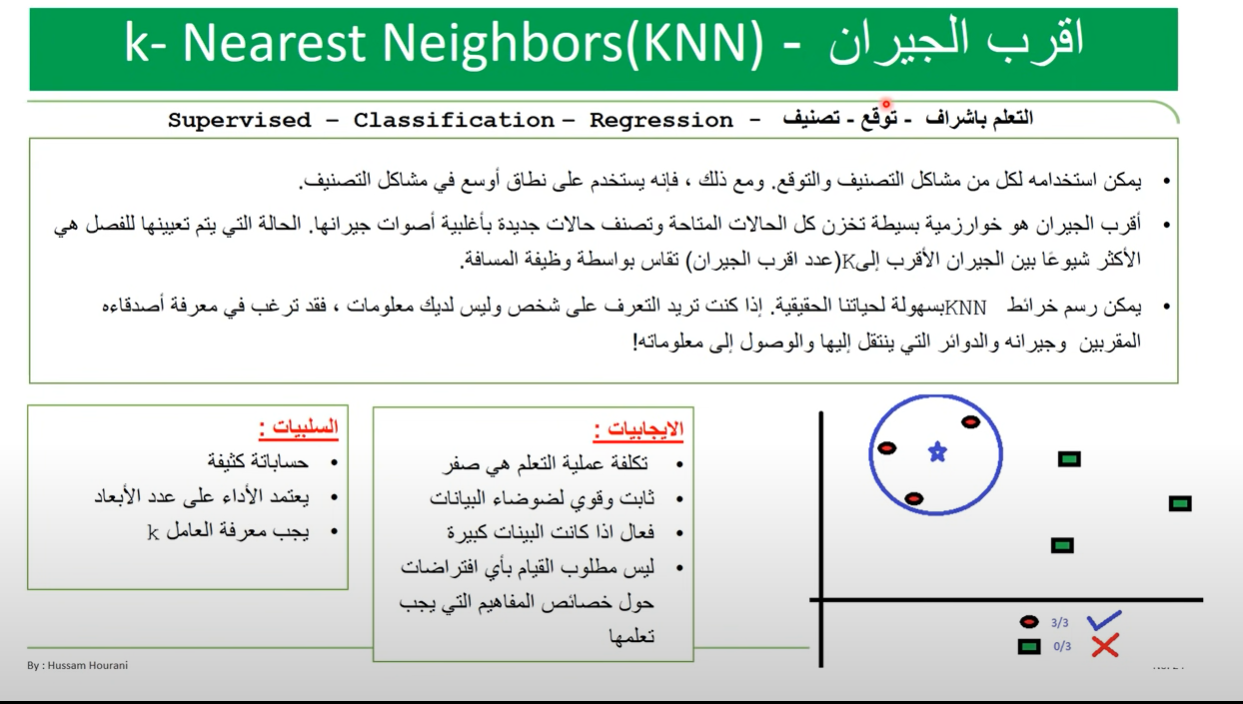 k- Nearest Neighbors(KNN) - اقرب الجيران
Supervised – Classification – Regression - التعلم باشراف - توقع - تصنيف
• يمكن استخدامه لكل من مشاكل التصنيف والتوقع. ومع ذلك ، فإنه يستخدم على نطاق أوسع في مشاكل التصنيف.
• أقرب الجيران هو خوارزمية بسيطة تخزن كل الحالات المتاحة وتصنف حالات جديدة بأغلبية أصوات جيرانها. الحالة التي يتم تعيينها للفصل هي
الأكثر شيوعًا بين الجيران الأقرب إلىK(عدد اقرب الجيران) تقاس بواسطة وظيفة المسافة.
• يمكن رسم خرائط KNNبسهولة لحياتنا الحقيقية. إذا كنت تريد التعرف على شخص وليس لديك معلومات ، فقد ترغب في معرفة أصدقاءه
المقربين وجيرانه والدوائر التي ينتقل إليها والوصول إلى معلوماته!
الايجابيات :
• تكلفة عملية التعلم هي صفر
• ثابت وقوي لضوضاء البيانات
• فعال اذا كانت البينات كبيرة
• ليس مطلوب القيام بأي افتراضات
حول خصائص المفاهيم التي يجب
تعلمها
السلبيات :
• حساباتة كثيفة
• يعتمد الأداء على عدد الأبعاد
• يجب معرفة العامل k
3/3
0/3
By : Hussam Hourani